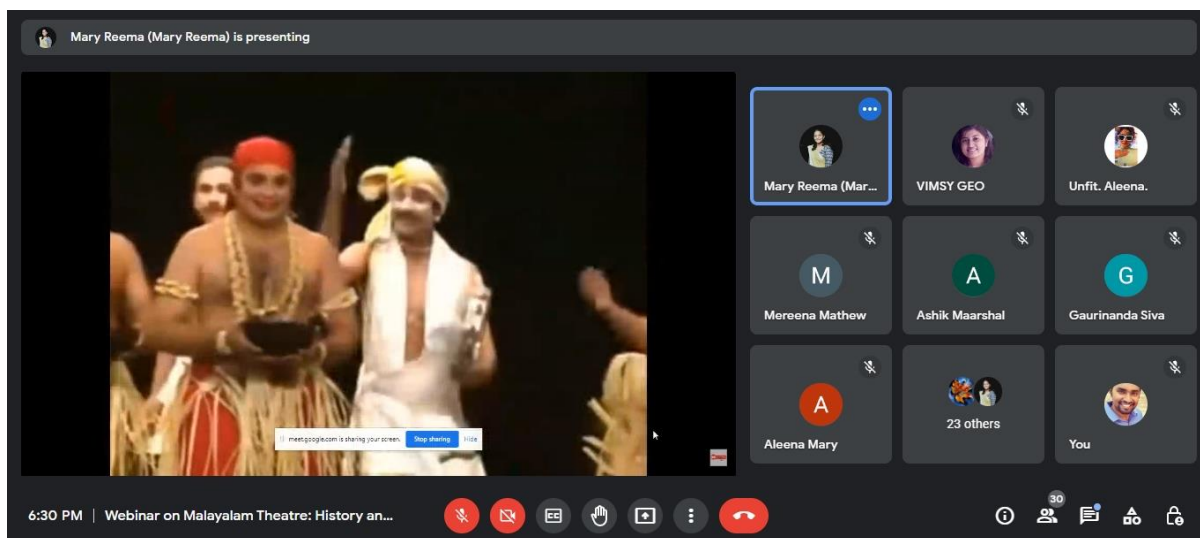 Mary Reema (Mary Reema) is presenting
Mary Reema (Mar...
VIMSY GEO
Unfit. Aleena.
M
Mereena Mathew
A
Ashik Maarshal
G
Gaurinanda Siva
A
Aleena Mary
23 others
You
meet.google.com is sharing your screen.
Stop sharing
Hide
6:30 PM | Webinar on Malayalam Theatre: History an...
CC
30